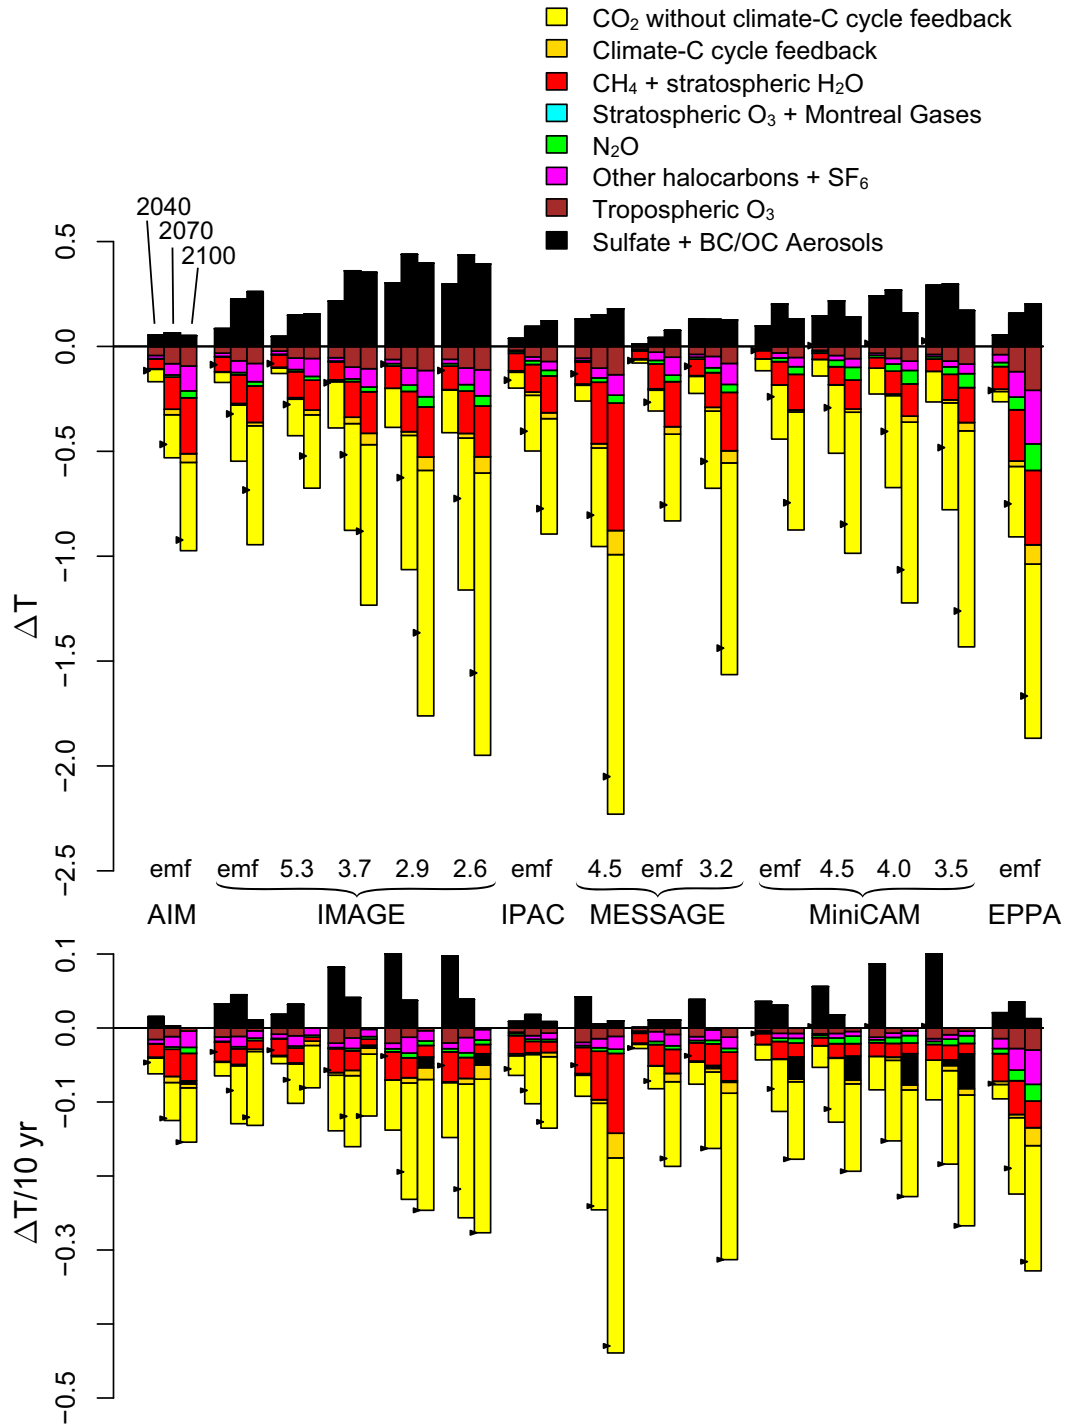 CO₂ without climate-C cycle feedback
Climate-C cycle feedback
CH₄ + stratospheric H₂O
Stratospheric O₃ + Montreal Gases
N₂O
Other halocarbons + SF₆
Tropospheric O₃
Sulfate + BC/OC Aerosols
2040
2070
2100
0.5
0.0
−0.5
−1.0
−1.5
−2.0
−2.5
ΔT
emf emf 5.3 3.7 2.9 2.6 emf 4.5 emf 3.2 emf 4.5 4.0 3.5 emf
AIM IMAGE IPAC MESSAGE MiniCAM EPPA
0.1
0.0
−0.1
−0.3
−0.5
ΔT/10 yr